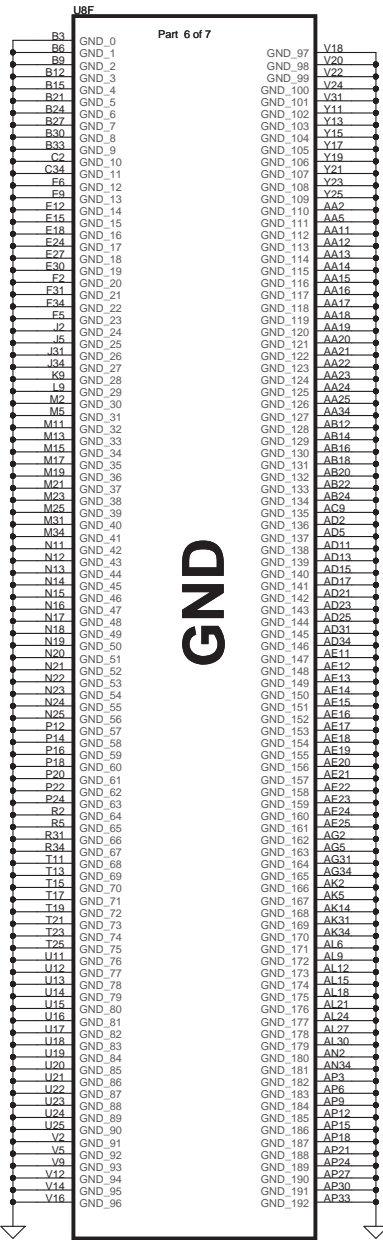 U8F
Part 6 of 7
B3 GND_0
B6 GND_1
B9 GND_2
B12 GND_3
B15 GND_4
B21 GND_5
B24 GND_6
B27 GND_7
B30 GND_8
B33 GND_9
C2 GND_10
C34 GND_11
E6 GND_12
E9 GND_13
E12 GND_14
E15 GND_15
E18 GND_16
E24 GND_17
E27 GND_18
E30 GND_19
F2 GND_20
F31 GND_21
F34 GND_22
F5 GND_23
J2 GND_24
J5 GND_25
J31 GND_26
J34 GND_27
K9 GND_28
L9 GND_29
M2 GND_30
M5 GND_31
M11 GND_32
M13 GND_33
M15 GND_34
M17 GND_35
M19 GND_36
M21 GND_37
M23 GND_38
M25 GND_39
M31 GND_40
M34 GND_41
N11 GND_42
N12 GND_43
N13 GND_44
N14 GND_45
N15 GND_46
N16 GND_47
N17 GND_48
N18 GND_49
N19 GND_50
N20 GND_51
N21 GND_52
N22 GND_53
N23 GND_54
N24 GND_55
N25 GND_56
P12 GND_57
P14 GND_58
P16 GND_59
P18 GND_60
P20 GND_61
P22 GND_62
P24 GND_63
R2 GND_64
R5 GND_65
R31 GND_66
R34 GND_67
T11 GND_68
T13 GND_69
T15 GND_70
T17 GND_71
T19 GND_72
T21 GND_73
T23 GND_74
T25 GND_75
U11 GND_76
U12 GND_77
U13 GND_78
U14 GND_79
U15 GND_80
U16 GND_81
U17 GND_82
U18 GND_83
U19 GND_84
U20 GND_85
U21 GND_86
U22 GND_87
U23 GND_88
U24 GND_89
U25 GND_90
V2 GND_91
V5 GND_92
V9 GND_93
V12 GND_94
V14 GND_95
V16 GND_96
GND
GND_97 V18
GND_98 V20
GND_99 V22
GND_100 V24
GND_101 V31
GND_102 Y11
GND_103 Y13
GND_104 Y15
GND_105 Y17
GND_106 Y19
GND_107 Y21
GND_108 Y23
GND_109 Y25
GND_110 AA2
GND_111 AA5
GND_112 AA11
GND_113 AA12
GND_114 AA13
GND_115 AA14
GND_116 AA15
GND_117 AA16
GND_118 AA17
GND_119 AA18
GND_120 AA19
GND_121 AA20
GND_122 AA21
GND_123 AA22
GND_124 AA23
GND_125 AA24
GND_126 AA25
GND_127 AA34
GND_128 AB12
GND_129 AB14
GND_130 AB16
GND_131 AB18
GND_132 AB20
GND_133 AB22
GND_134 AB24
GND_135 AC9
GND_136 AD2
GND_137 AD5
GND_138 AD11
GND_139 AD13
GND_140 AD15
GND_141 AD17
GND_142 AD21
GND_143 AD23
GND_144 AD25
GND_145 AD31
GND_146 AD34
GND_147 AE11
GND_148 AE12
GND_149 AE13
GND_150 AE14
GND_151 AE15
GND_152 AE16
GND_153 AE17
GND_154 AE18
GND_155 AE19
GND_156 AE20
GND_157 AE21
GND_158 AE22
GND_159 AE23
GND_160 AE24
GND_161 AE25
GND_162 AG2
GND_163 AG5
GND_164 AG31
GND_165 AG34
GND_166 AK2
GND_167 AK5
GND_168 AK14
GND_169 AK31
GND_170 AK34
GND_171 AL6
GND_172 AL9
GND_173 AL12
GND_174 AL15
GND_175 AL18
GND_176 AL21
GND_177 AL24
GND_178 AL27
GND_179 AL30
GND_180 AN2
GND_181 AN34
GND_182 AP3
GND_183 AP6
GND_184 AP9
GND_185 AP12
GND_186 AP15
GND_187 AP18
GND_188 AP21
GND_189 AP24
GND_190 AP27
GND_191 AP30
GND_192 AP33